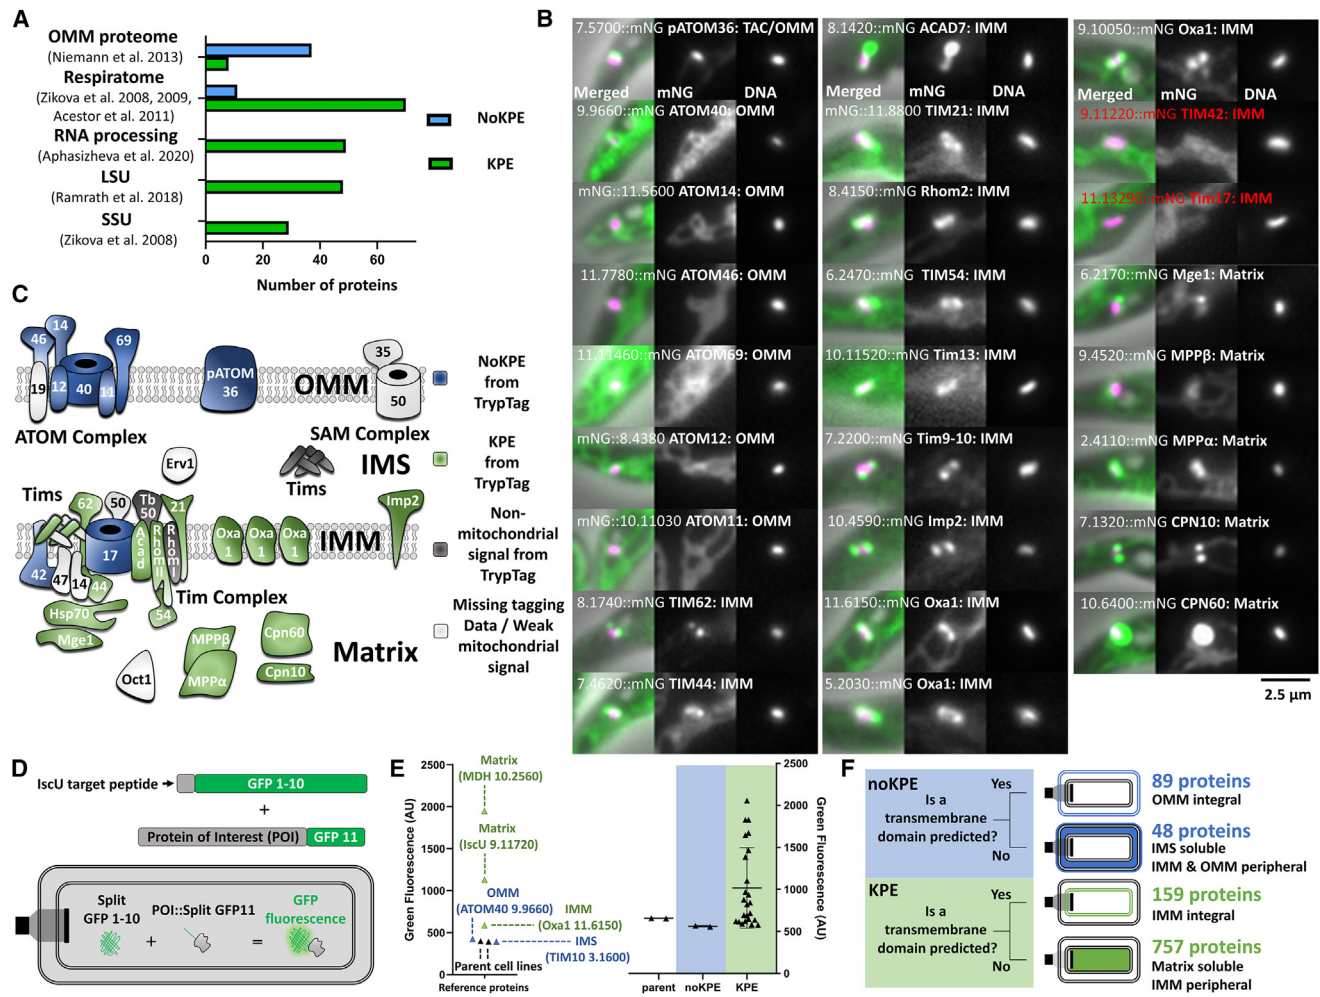 A
OMM proteome
(Niemann et al. 2013)
Respiratome
(Zikova et al. 2008, 2009,
Acestor et al. 2011)
RNA processing
(Aphasizheva et al. 2020)
LSU
(Ramrath et al. 2018)
SSU
(Zikova et al. 2008)
0 20 40 60
Number of proteins
NoKPE
KPE
B
7.5700::mNG pATOM36: TAC/OMM
Merged mNG DNA
9.9660::mNG ATOM40: OMM
mNG::11.5600 ATOM14: OMM
11.7780::mNG ATOM46: OMM
11.11460::mNG ATOM69: OMM
mNG::8.4380 ATOM12: OMM
mNG::10.11030 ATOM11: OMM
8.1740::mNG TIM62: IMM
7.4620::mNG TIM44: IMM
8.1420::mNG ACAD7: IMM
Merged mNG DNA
mNG::11.8800 TIM21: IMM
8.4150::mNG Rhom2: IMM
6.2470::mNG TIM54: IMM
10.11520::mNG Tim13: IMM
7.2200::mNG Tim9-10: IMM
10.4590::mNG Imp2: IMM
11.6150::mNG Oxa1: IMM
5.2030::mNG Oxa1: IMM
9.10050::mNG Oxa1: IMM
Merged mNG DNA
9.11220::mNG TIM42: IMM
11.13290::mNG Tim17: IMM
6.2170::mNG Mge1: Matrix
9.4520::mNG MPPβ: Matrix
2.4110::mNG MPPα: Matrix
7.1320::mNG CPN10: Matrix
10.6400::mNG CPN60: Matrix
2.5 µm
C
14
46
69
19
12
40
11
pATOM
36
OMM
35
50
ATOM Complex
SAM Complex
Erv1
Tims
IMS
Tims
62
50
Tb
50
21
Imp2
17
ACad
RhomII
RhomI
Oxa
1
Oxa
1
Oxa
1
IMM
42
47
14
44
54
Tim Complex
Hsp70
Mge1
MPPβ
MPPα
Cpn60
Cpn10
Oct1
Matrix
NoKPE
from
TrypTag
KPE
from
TrypTag
Non-
mitochondrial
signal from
TrypTag
Missing tagging
Data / Weak
mitochondrial
signal
D
IscU target peptide
GFP 1-10
+
Protein of Interest (POI)
GFP 11
Split
GFP 1-10
+
POI::Split GFP11
=
GFP
fluorescence
E
Green Fluorescence (AU)
2500
2000
1500
1000
500
0
Matrix
(MDH 10.2560)
Matrix
(IscU 9.11720)
OMM
(ATOM40 9.9660)
IMM
(Oxa1 11.6150)
IMS
(TIM10 3.1600)
Parent cell lines
Reference proteins
parent noKPE KPE
2500
2000
1500
1000
500
0
Green Fluorescence (AU)
F
noKPE
Is a
transmembrane
domain predicted?
Yes
No
89 proteins
OMM integral
48 proteins
IMS soluble
IMM & OMM peripheral
KPE
Is a
transmembrane
domain predicted?
Yes
No
159 proteins
IMM integral
757 proteins
Matrix soluble
IMM peripheral